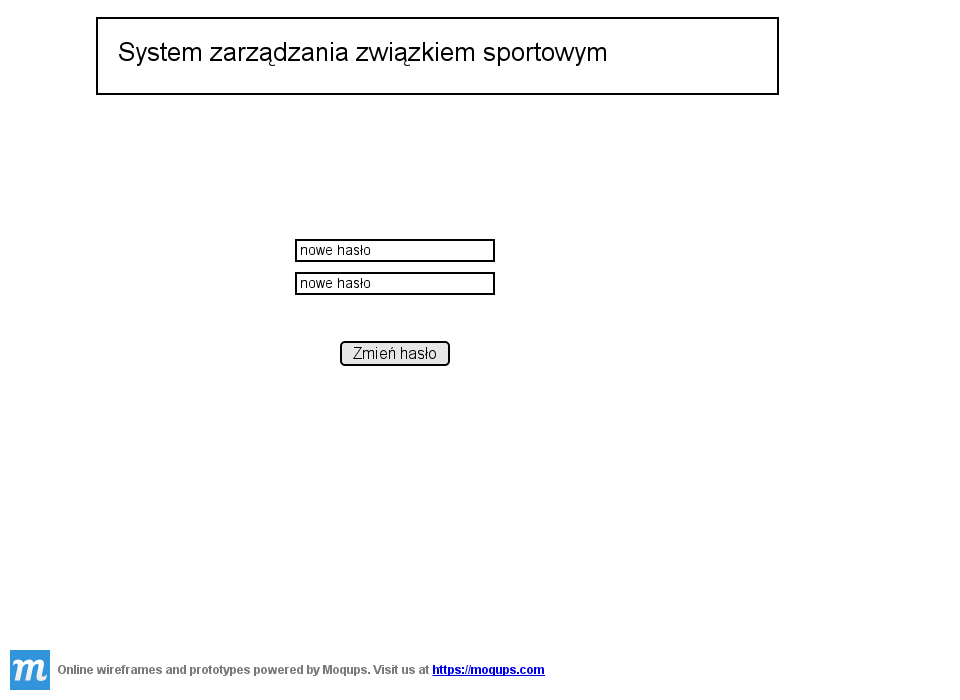 System zarządzania związkiem sportowym
nowe hasło
nowe hasło
Zmień hasło
m Online wireframes and prototypes powered by Moqups. Visit us at https://moqups.com